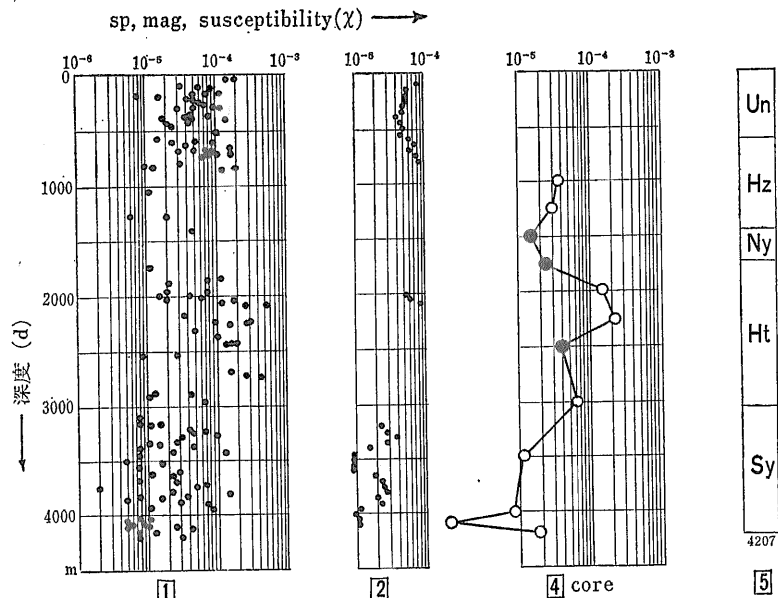 sp, mag, susceptibility(χ)
10⁻⁶ 10⁻⁵ 10⁻⁴ 10⁻³ 10⁻⁵ 10⁻⁴ 10⁻⁵ 10⁻⁴ 10⁻³
0
1000
2000
3000
4000
m
深度 (d)
Un
Hz
Ny
Ht
Sy
4207
1 2 4 core 5